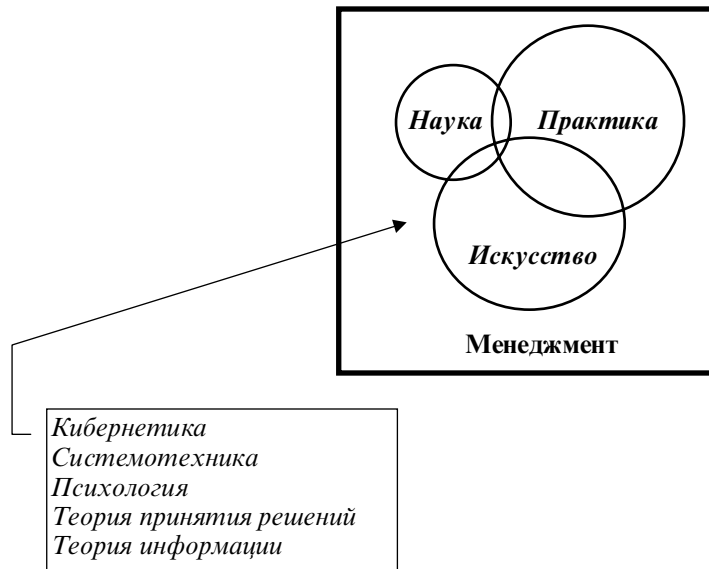 Наука
Практика
Искусство
Менеджмент
Кибернетика
Системотехника
Психология
Теория принятия решений
Теория информации